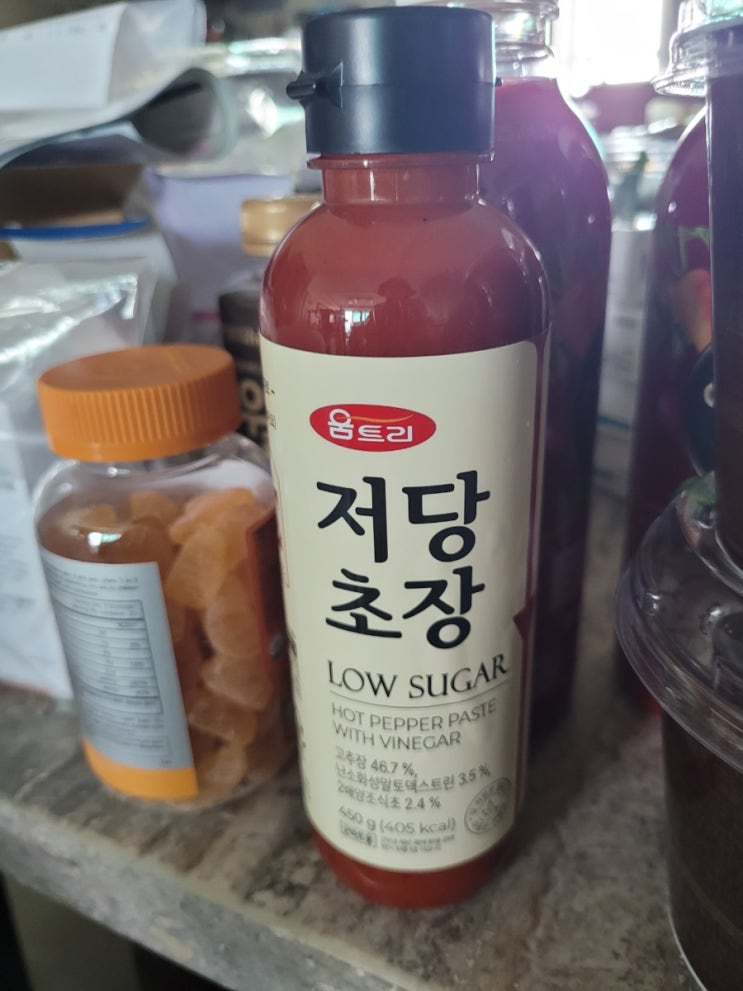 움트리
저당
초장
LOW SUGAR
HOT PEPPER PASTE
WITH VINEGAR
고추장 46.7 %,
난소화성말토덱스트린 3.5 %,
2배양조식초 2.4 %
450 g (405 kcal)